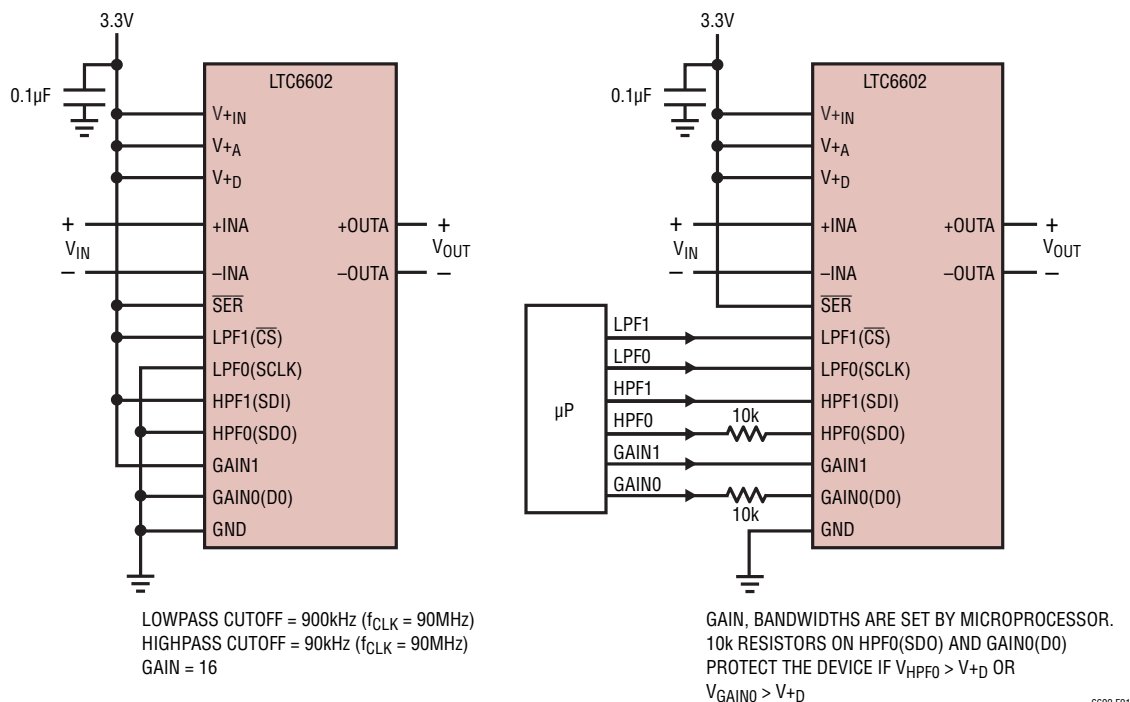 3.3V
0.1µF
LTC6602
V+IN
V+A
V+D
+
VIN
–
+INA
–INA
+OUTA
–OUTA
+
VOUT
–
SER
LPF1(CS)
LPF0(SCLK)
HPF1(SDI)
HPF0(SDO)
GAIN1
GAIN0(D0)
GND
LOWPASS CUTOFF = 900kHz (fCLK = 90MHz)
HIGHPASS CUTOFF = 90kHz (fCLK = 90MHz)
GAIN = 16
3.3V
0.1µF
LTC6602
V+IN
V+A
V+D
+
VIN
–
+INA
–INA
+OUTA
–OUTA
+
VOUT
–
SER
µP
LPF1
LPF0
HPF1
HPF0
GAIN1
GAIN0
10k
10k
LPF1(CS)
LPF0(SCLK)
HPF1(SDI)
HPF0(SDO)
GAIN1
GAIN0(D0)
GND
GAIN, BANDWIDTHS ARE SET BY MICROPROCESSOR.
10k RESISTORS ON HPF0(SDO) AND GAIN0(D0)
PROTECT THE DEVICE IF VHPF0 > V+D OR
VGAIN0 > V+D